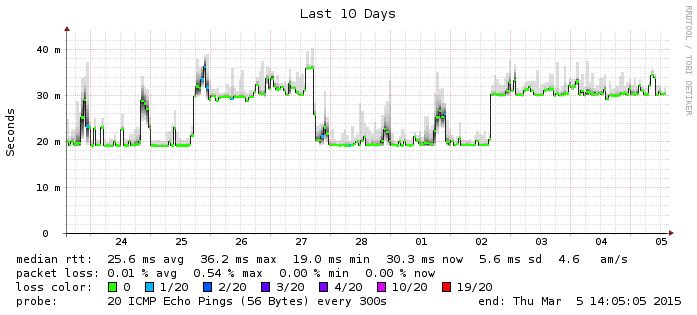 Last 10 Days
RRDTOOL / TOBI OETIKER
Seconds
40 m
30 m
20 m
10 m
0
24 25 26 27 28 01 02 03 04 05
median rtt: 25.6 ms avg 36.2 ms max 19.0 ms min 30.3 ms now 5.6 ms sd 4.6 am/s
packet loss: 0.01 % avg 0.54 % max 0.00 % min 0.00 % now
loss color: 0 1/20 2/20 3/20 4/20 10/20 19/20
probe: 20 ICMP Echo Pings (56 Bytes) every 300s end: Thu Mar 5 14:05:05 2015